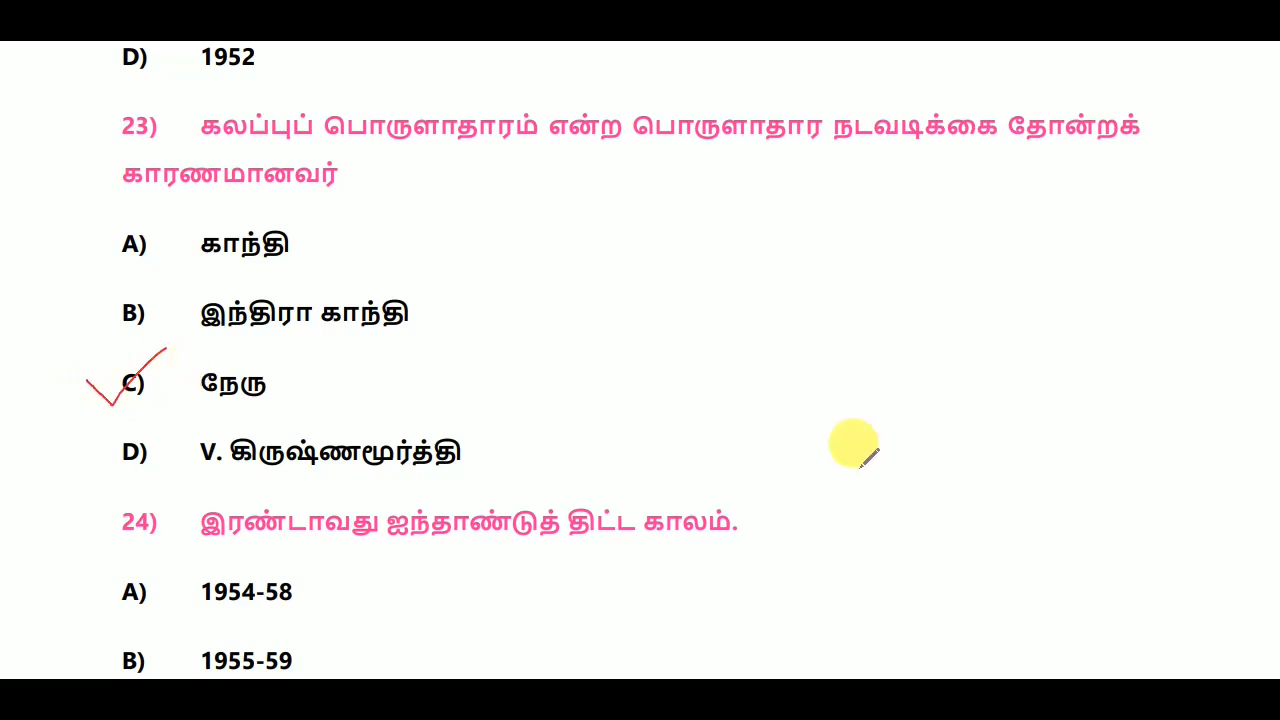 D) 1952
23) கலப்புப் பொருளாதாரம் என்ற பொருளாதார நடவடிக்கை தோன்றக்
காரணமானவர்
A) காந்தி
B) இந்திரா காந்தி
C) நேரு
D) V. கிருஷ்ணமூர்த்தி
24) இரண்டாவது ஐந்தாண்டுத் திட்ட காலம்.
A) 1954-58
B) 1955-59